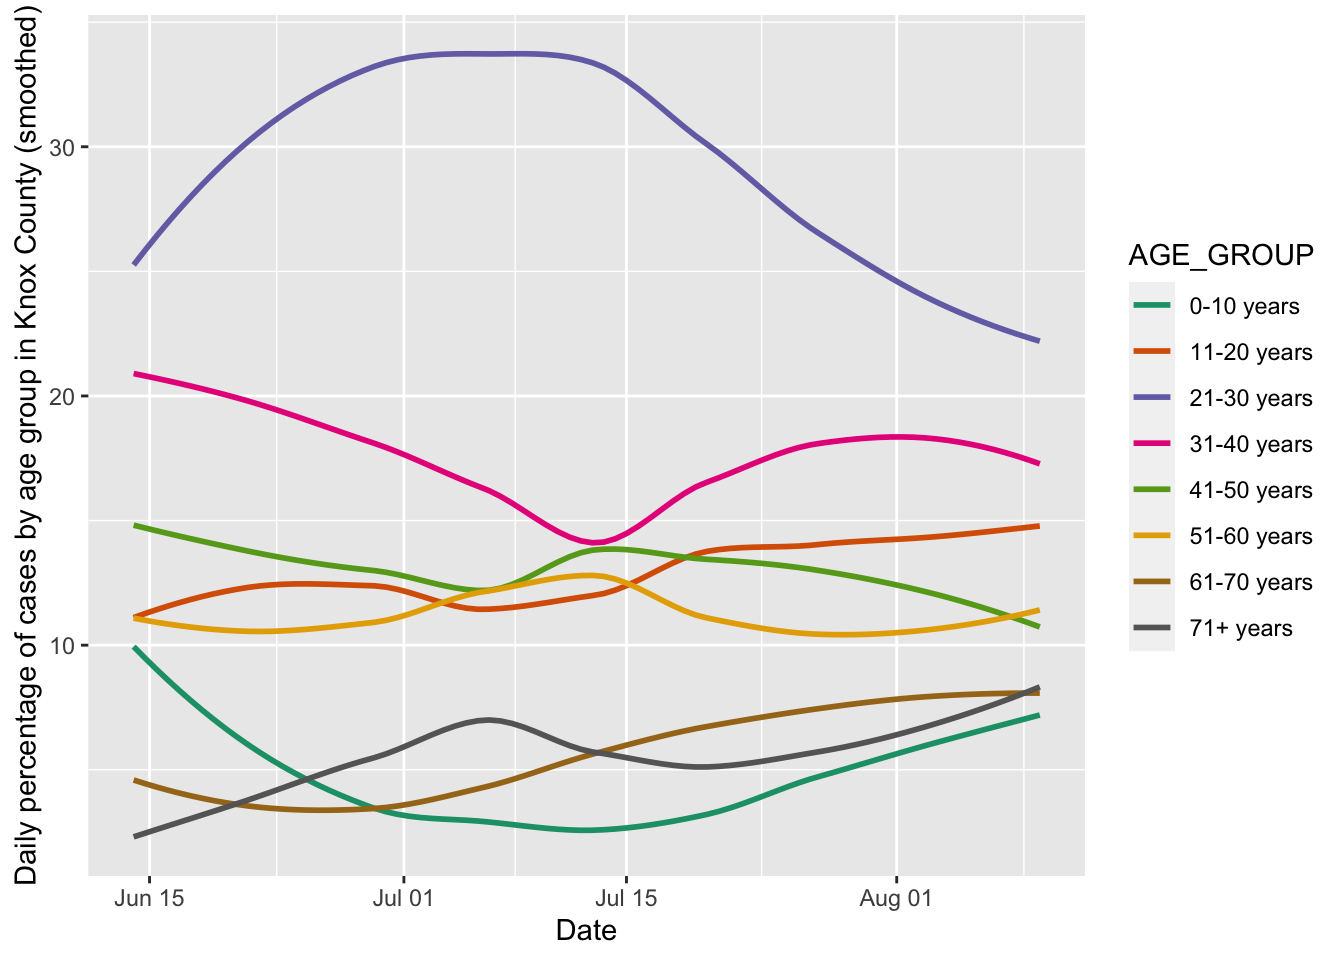 Daily percentage of cases by age group in Knox County (smoothed)
30
20
10
Jun 15
Jul 01
Jul 15
Aug 01
Date
AGE_GROUP
0-10 years
11-20 years
21-30 years
31-40 years
41-50 years
51-60 years
61-70 years
71+ years